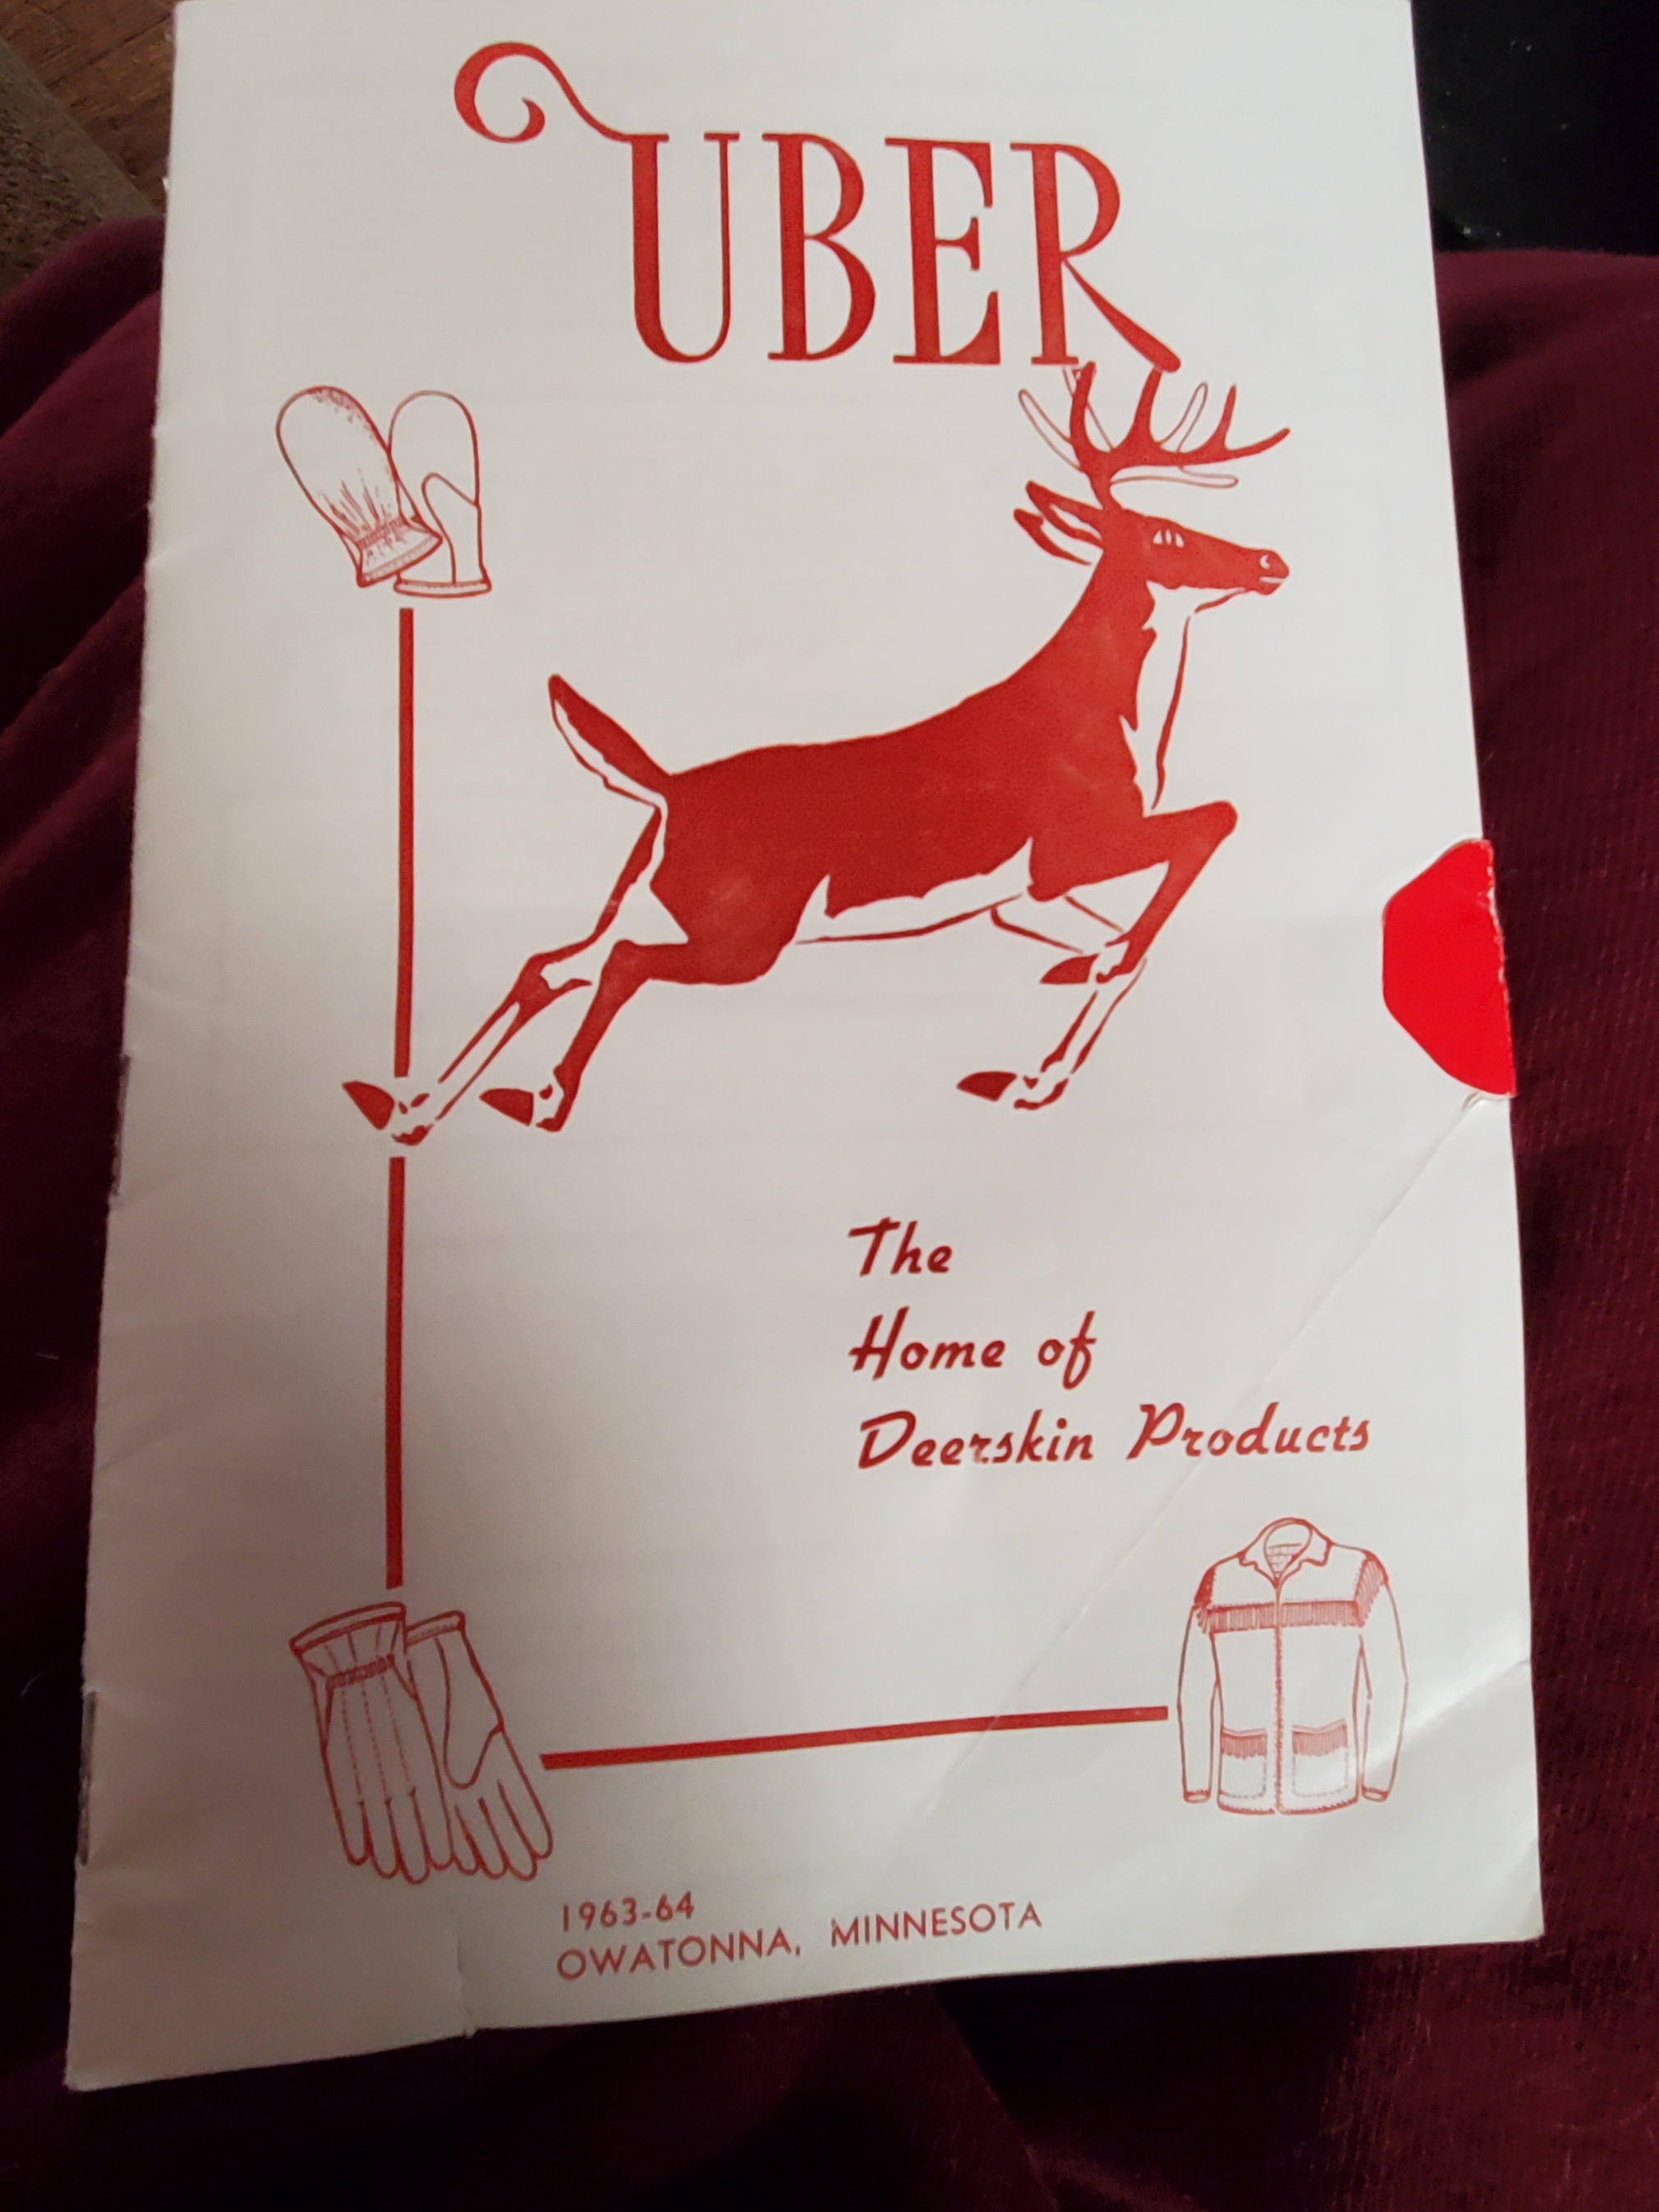 UBER
The
Home of
Deerskin Products
1963-64
OWATONNA, MINNESOTA